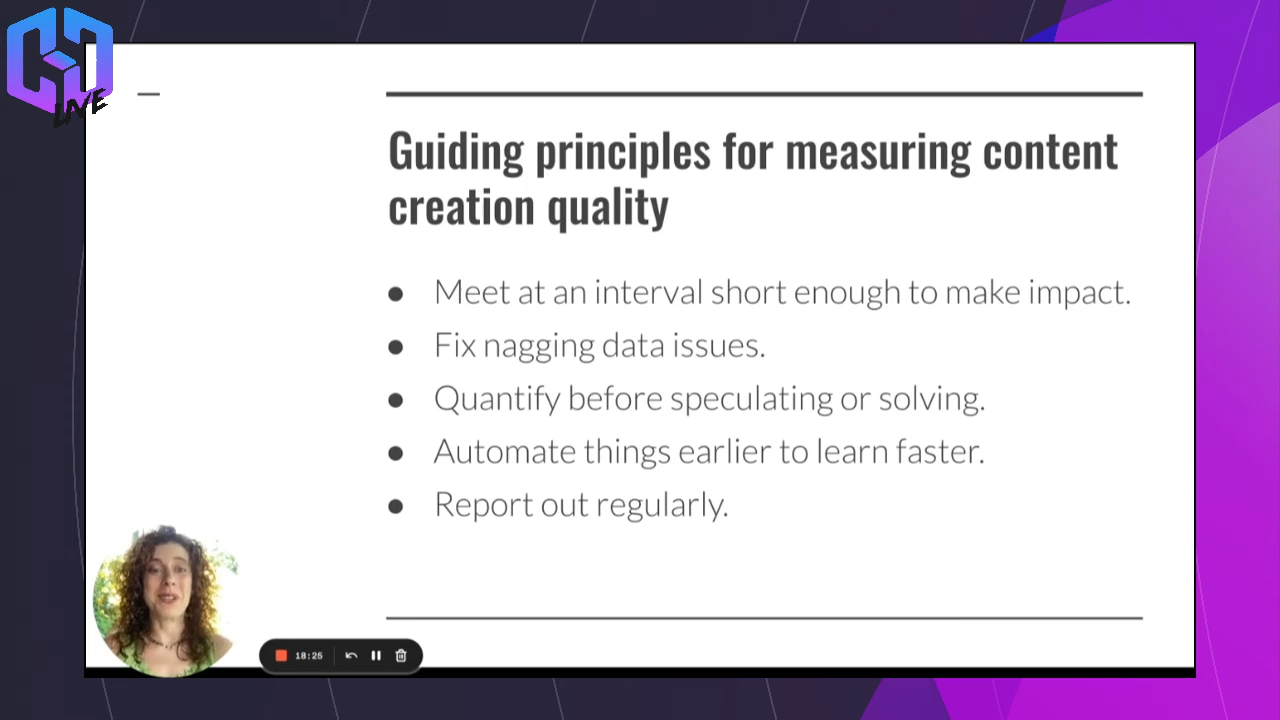 LIVE
Guiding principles for measuring content
creation quality
● Meet at an interval short enough to make impact.
● Fix nagging data issues.
● Quantify before speculating or solving.
● Automate things earlier to learn faster.
● Report out regularly.
18:25